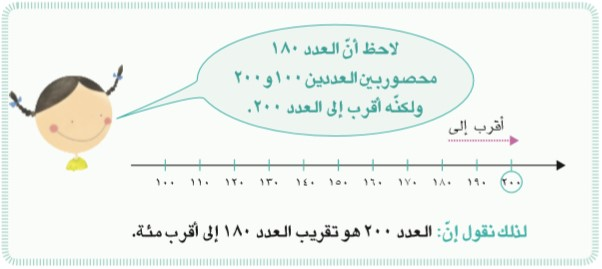 لاحظ أنّ العدد ١٨٠
محصور بين العددين ١٠٠ و ٢٠٠
ولكنّه أقرب إلى العدد ٢٠٠.
أقرب إلى
١٠٠ ١١٠ ١٢٠ ١٣٠ ١٤٠ ١٥٠ ١٦٠ ١٧٠ ١٨٠ ١٩٠ ٢٠٠
لذلك نقول إنّ: العدد ٢٠٠ هو تقريب العدد ١٨٠ إلى أقرب مئة.